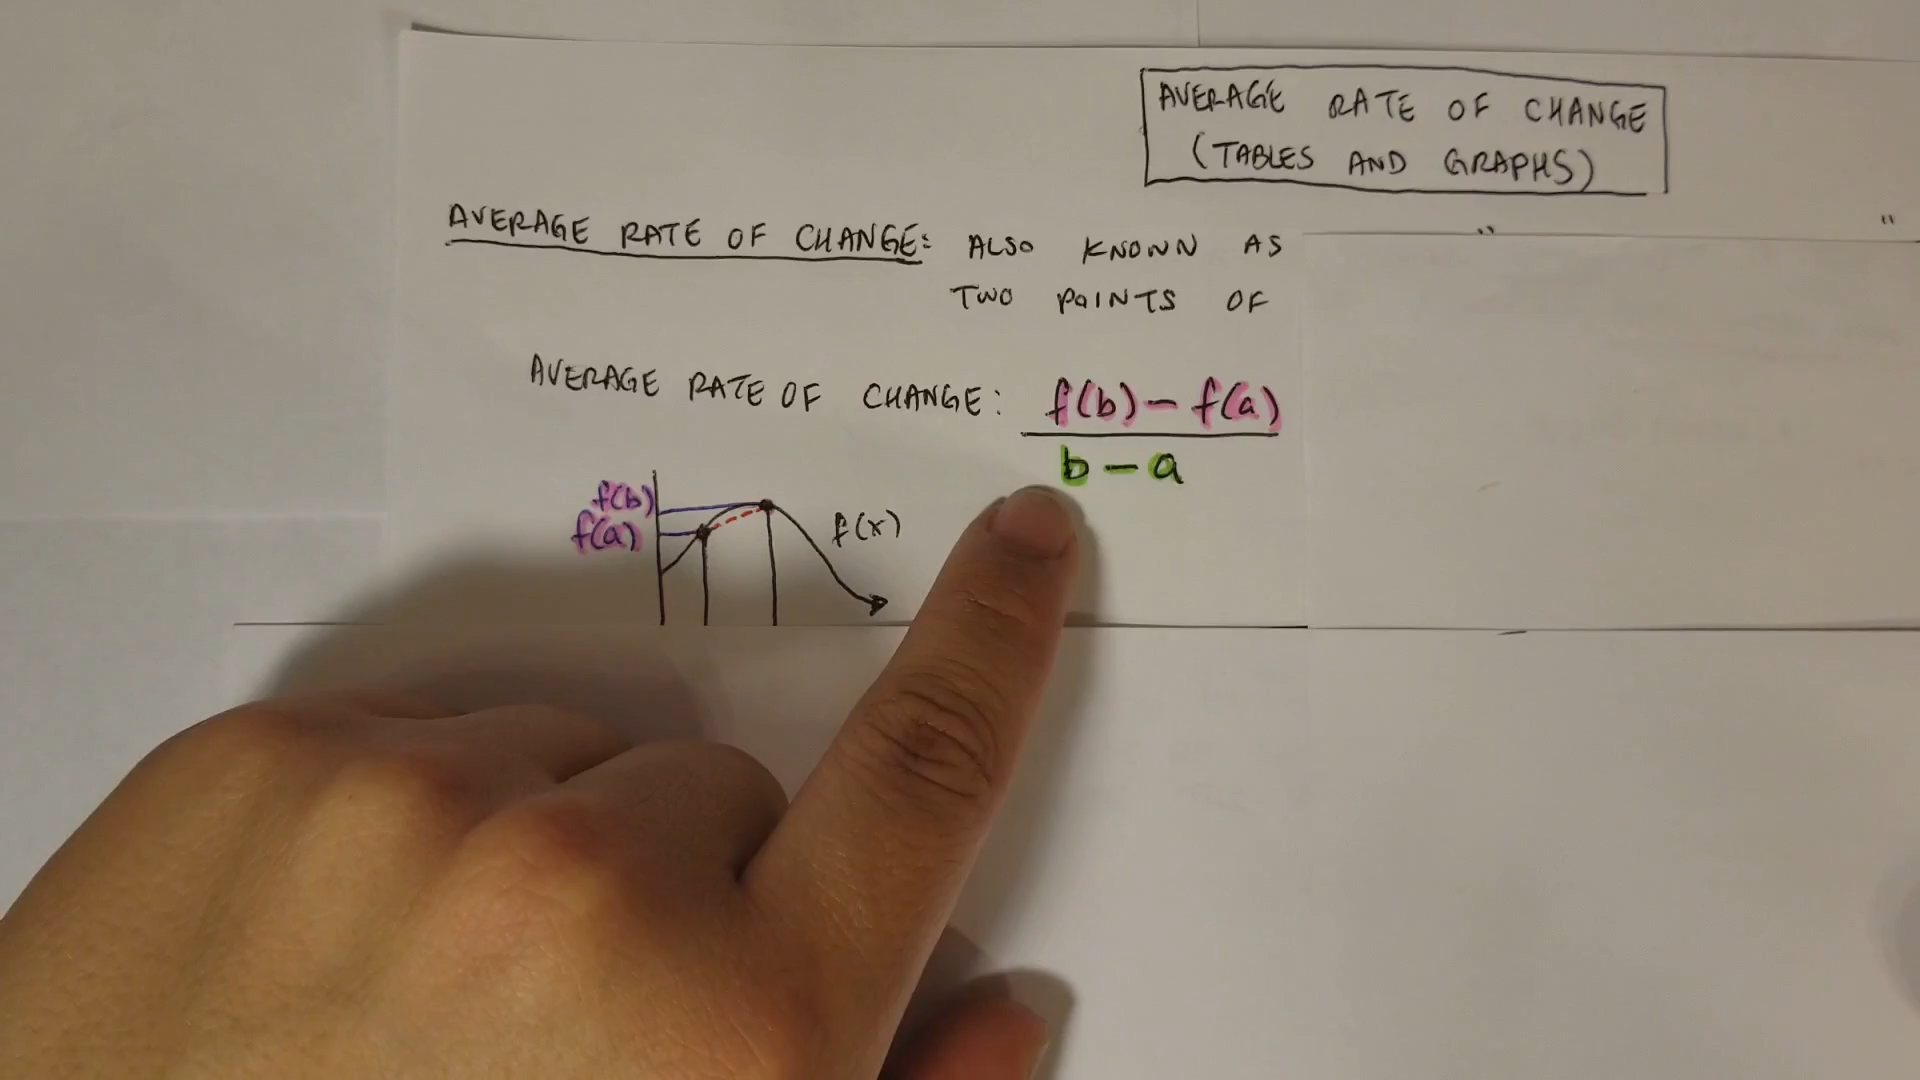 AVERAGE RATE OF CHANGE
(TABLES AND GRAPHS)
AVERAGE RATE OF CHANGE: ALSO KNOWN AS
TWO POINTS OF
AVERAGE RATE OF CHANGE: f(b) - f(a)
b - a
f(b)
f(a)
f(x)